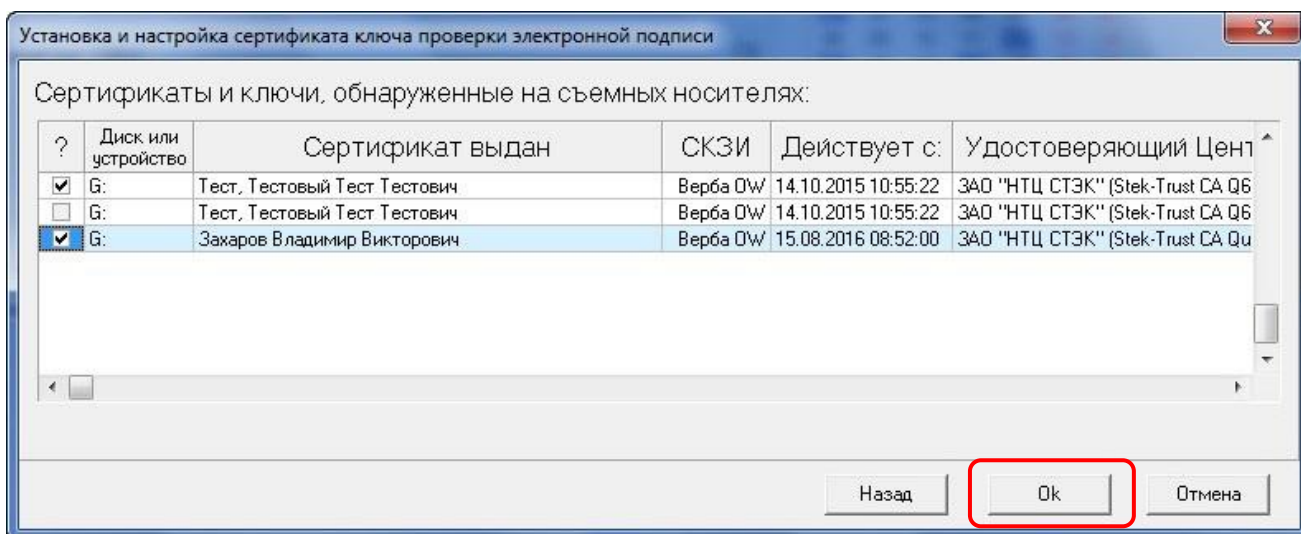 Установка и настройка сертификата ключа проверки электронной подписи
Сертификаты и ключи, обнаруженные на съемных носителях:
? Диск или устройство Сертификат выдан СКЗИ Действует с: Удостоверяющий Цент
G: Тест, Тестовый Тест Тестович Верба OW 14.10.2015 10:55:22 ЗАО "НТЦ СТЭК" (Stek-Trust CA Q6
G: Тест, Тестовый Тест Тестович Верба OW 14.10.2015 10:55:22 ЗАО "НТЦ СТЭК" (Stek-Trust CA Q6
G: Захаров Владимир Викторович Верба OW 15.08.2016 08:52:00 ЗАО "НТЦ СТЭК" (Stek-Trust CA Qu
Назад Ok Отмена